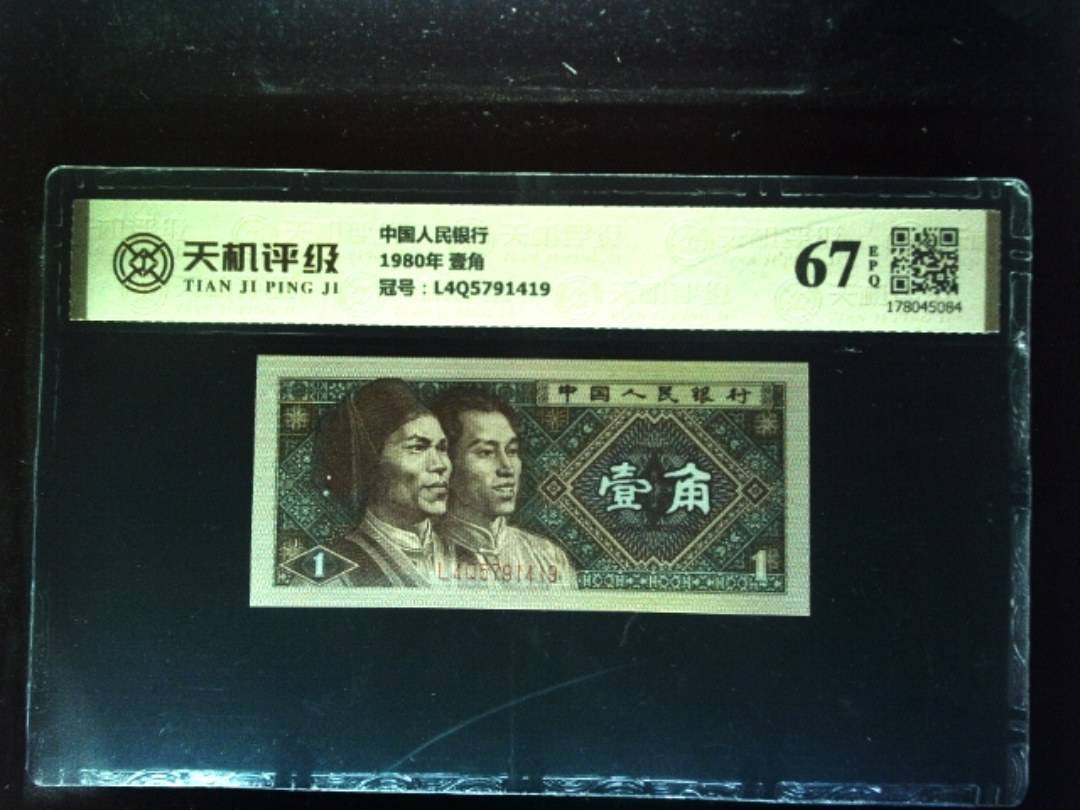 天机评级
TIAN JI PING JI
中国人民银行
1980年 壹角
冠号：L4Q5791419
67
EPQ
178045084
中国人民银行
壹角
1
L4Q5791419
1